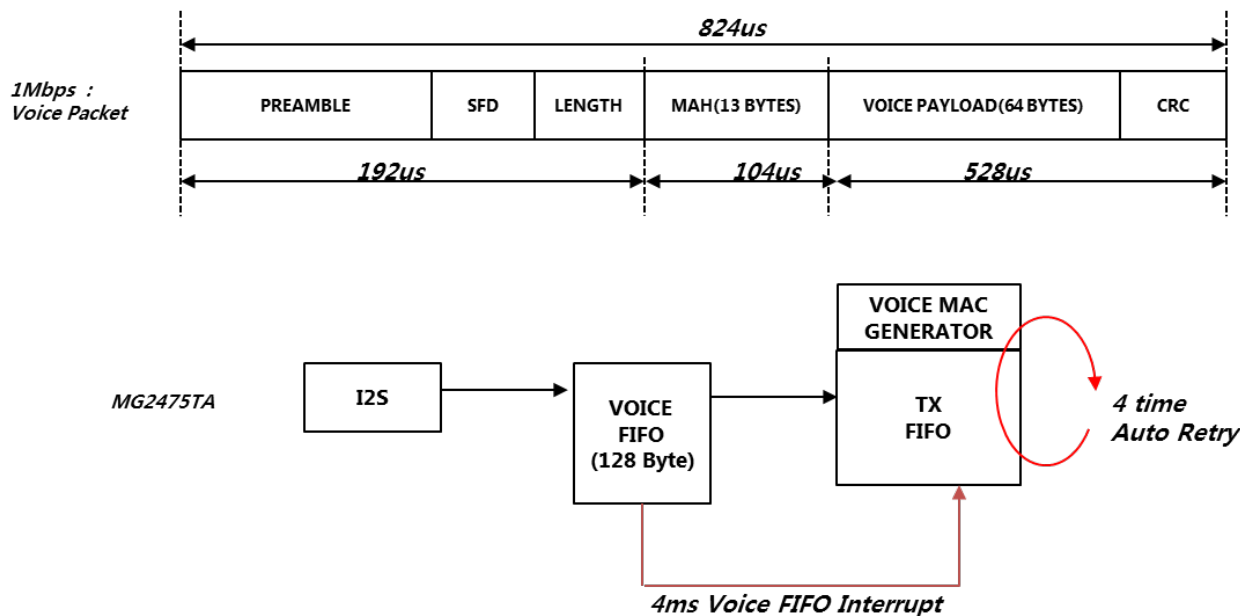 824us
1Mbps :
Voice Packet
PREAMBLE
SFD
LENGTH
MAH(13 BYTES)
VOICE PAYLOAD(64 BYTES)
CRC
192us
104us
528us
MG2475TA
I2S
VOICE
FIFO
(128 Byte)
VOICE MAC
GENERATOR
TX
FIFO
4 time
Auto Retry
4ms Voice FIFO Interrupt